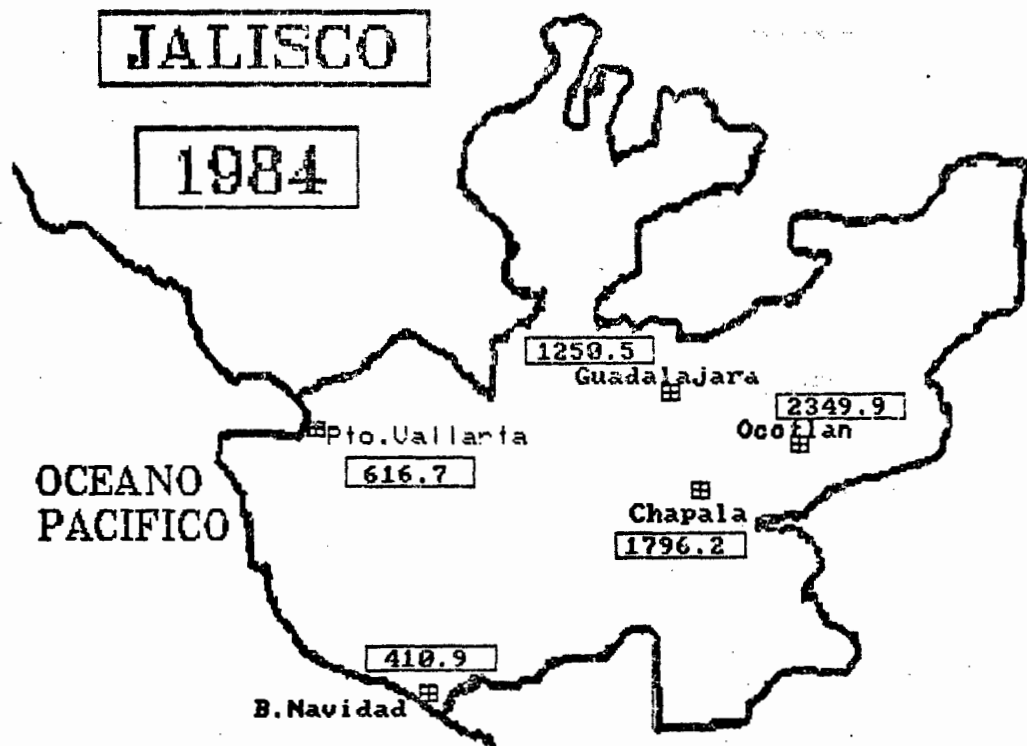 JALISCO
1984
1250.5
Guadalajara
2349.9
Ocotlan
Pto.Vallarta
616.7
OCEANO
PACIFICO
Chapala
1796.2
410.9
B.Navidad